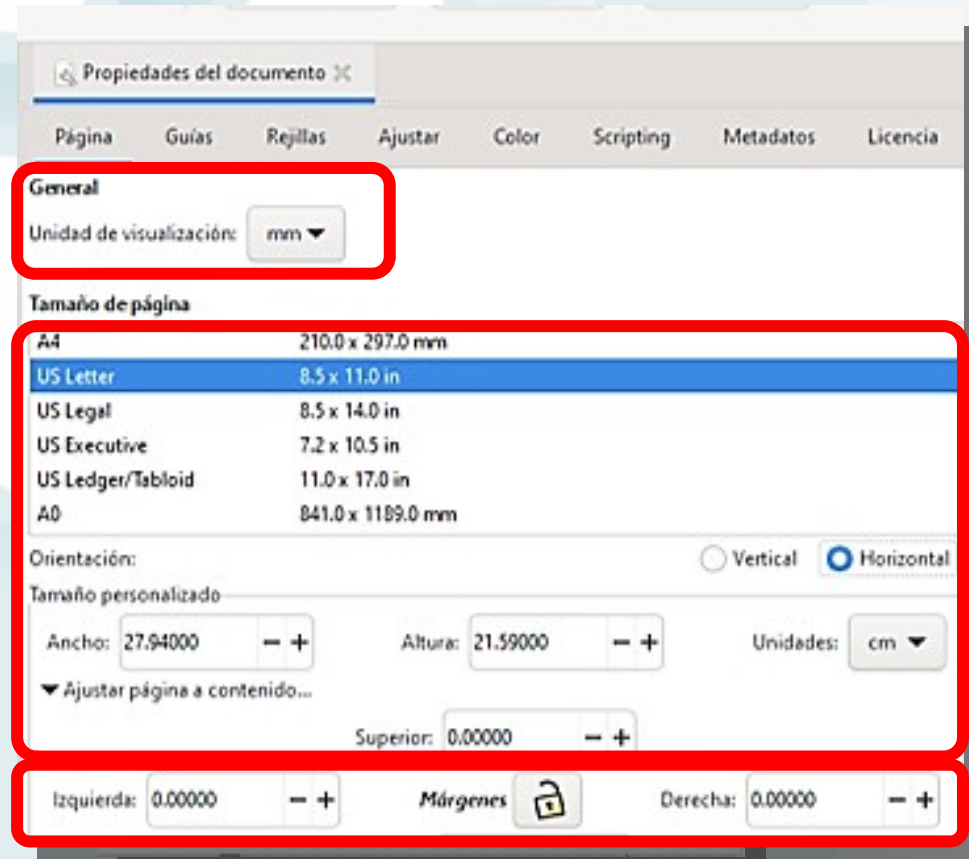 Propiedades del documento
Página Guías Rejillas Ajustar Color Scripting Metadatos Licencia
General
Unidad de visualización: mm
Tamaño de página
A4 210.0 x 297.0 mm
US Letter 8.5 x 11.0 in
US Legal 8.5 x 14.0 in
US Executive 7.2 x 10.5 in
US Ledger/Tabloid 11.0 x 17.0 in
A0 841.0 x 1189.0 mm
Orientación: Vertical Horizontal
Tamaño personalizado
Ancho: 27.94000 − + Altura: 21.59000 − + Unidades: cm
Ajustar página a contenido...
Superior: 0.00000 − +
Izquierda: 0.00000 − + Márgenes Derecha: 0.00000 − +